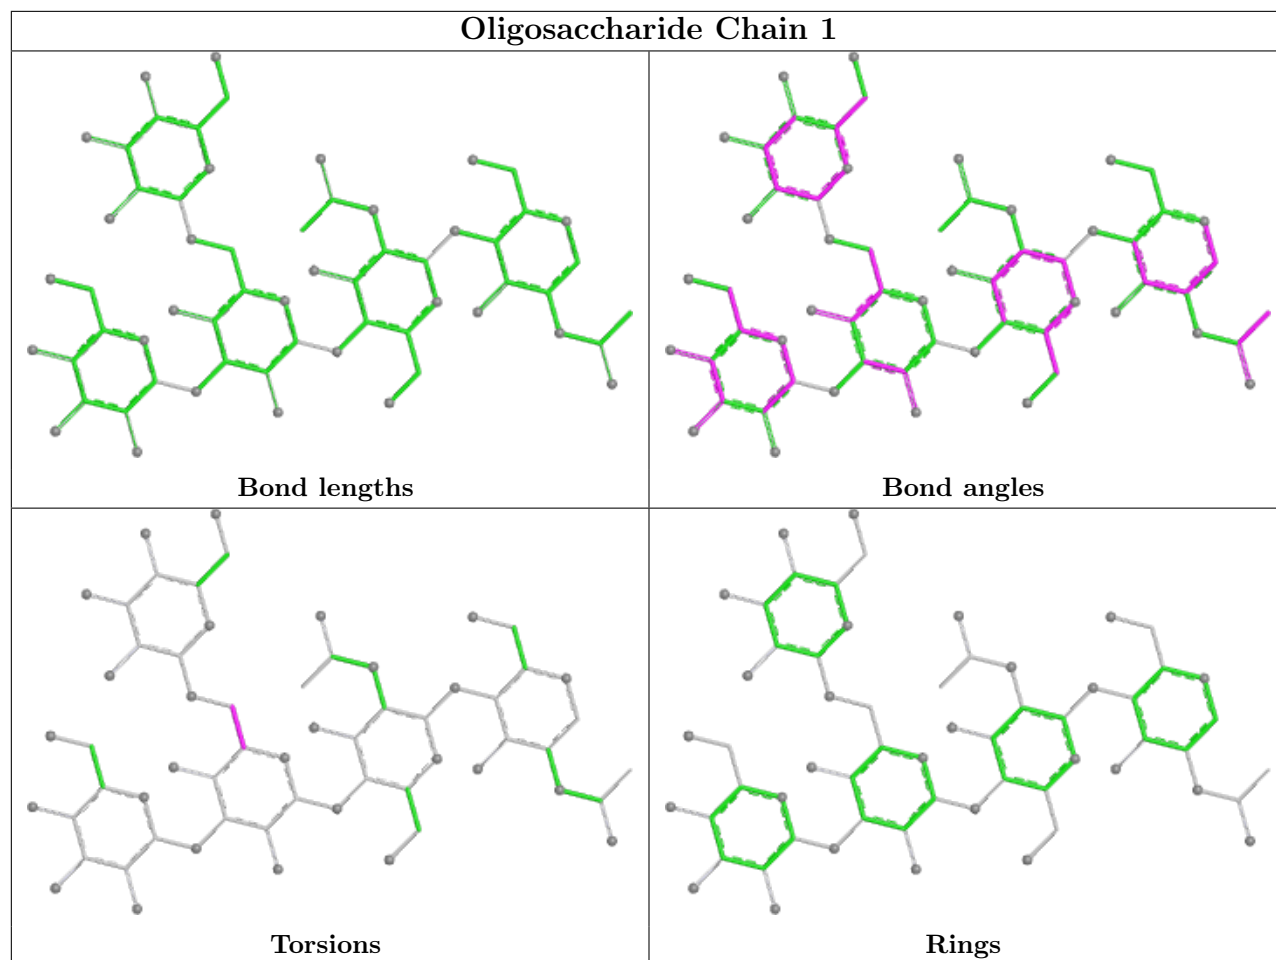 Oligosaccharide Chain 1
Bond lengths
Bond angles
Torsions
Rings